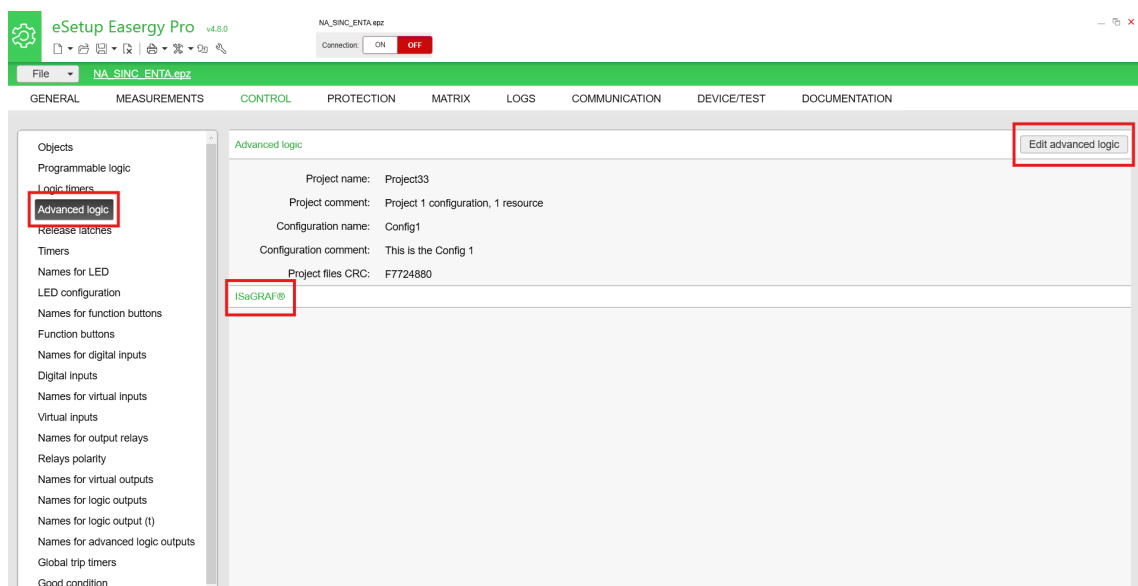 eSetup Easergy Pro v4.8.0
NA_SINC_ENTA.epz
Connection: ON OFF
File NA_SINC_ENTA.epz
GENERAL MEASUREMENTS CONTROL PROTECTION MATRIX LOGS COMMUNICATION DEVICE/TEST DOCUMENTATION
Objects
Programmable logic
Logic timers
Advanced logic
Release latches
Timers
Names for LED
LED configuration
Names for function buttons
Function buttons
Names for digital inputs
Digital inputs
Names for virtual inputs
Virtual inputs
Names for output relays
Relays polarity
Names for virtual outputs
Names for logic outputs
Names for logic output (t)
Names for advanced logic outputs
Global trip timers
Good condition
Advanced logic
Edit advanced logic
Project name: Project33
Project comment: Project 1 configuration, 1 resource
Configuration name: Config1
Configuration comment: This is the Config 1
Project files CRC: F7724880
ISaGRAF®